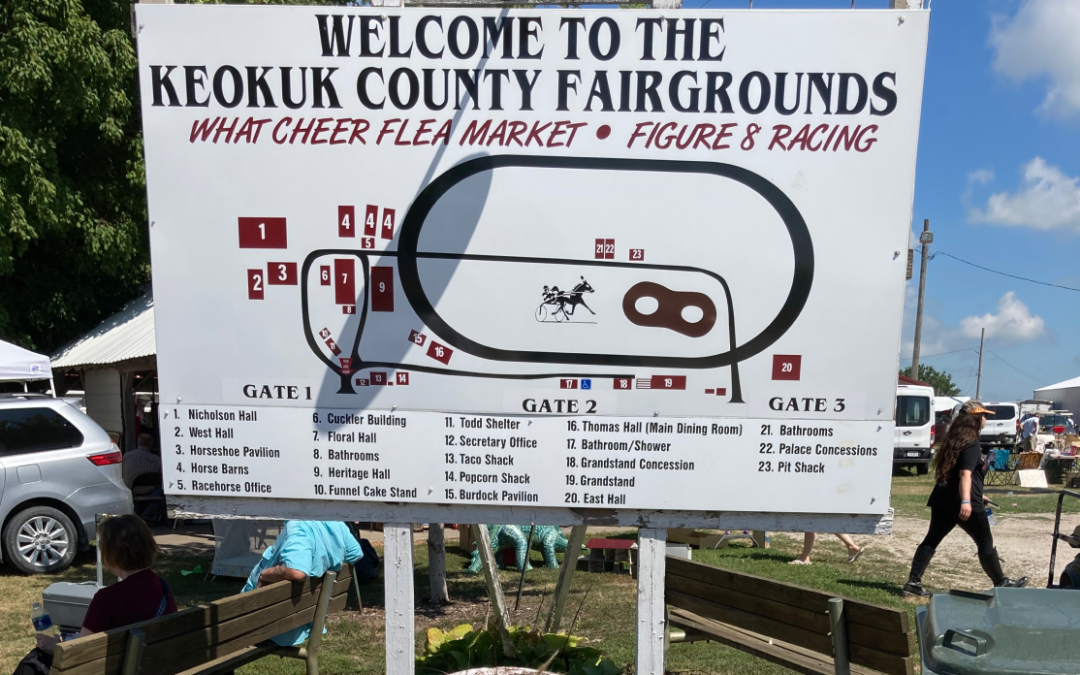 WELCOME TO THE
KEOKUK COUNTY FAIRGROUNDS
WHAT CHEER FLEA MARKET • FIGURE 8 RACING
4 4 4
1
5
21 22
23
2
3
6
7
9
8
15
16
20
12
13
14
17
18
19
GATE 1
GATE 2
GATE 3
1. Nicholson Hall
2. West Hall
3. Horseshoe Pavilion
4. Horse Barns
5. Racehorse Office
6. Cuckler Building
7. Floral Hall
8. Bathrooms
9. Heritage Hall
10. Funnel Cake Stand
11. Todd Shelter
12. Secretary Office
13. Taco Shack
14. Popcorn Shack
15. Burdock Pavilion
16. Thomas Hall (Main Dining Room)
17. Bathroom/Shower
18. Grandstand Concession
19. Grandstand
20. East Hall
21. Bathrooms
22. Palace Concessions
23. Pit Shack